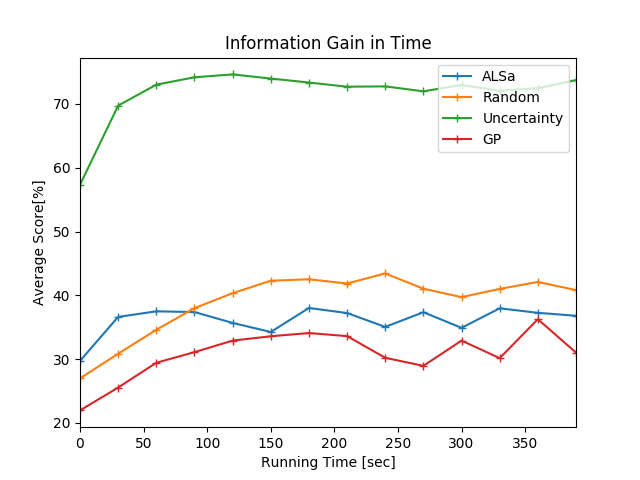 Information Gain in Time
ALSa
Random
Uncertainty
GP
Average Score[%]
70
60
50
40
30
20
0
50
100
150
200
250
300
350
Running Time [sec]